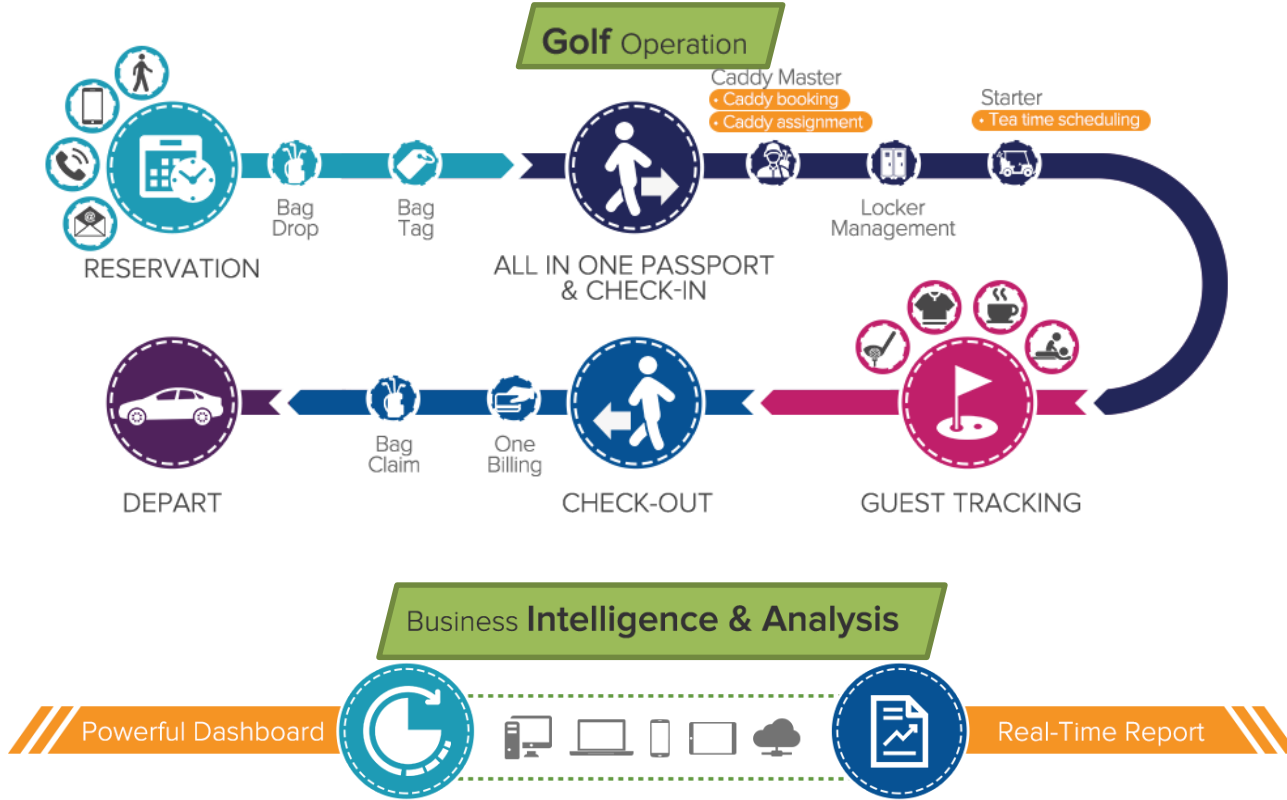 Golf Operation
Caddy Master
• Caddy booking
• Caddy assignment
Starter
• Tea time scheduling
Bag
Drop
Bag
Tag
Locker
Management
RESERVATION
ALL IN ONE PASSPORT
& CHECK-IN
@
Bag
Claim
One
Billing
DEPART
CHECK-OUT
GUEST TRACKING
Business Intelligence & Analysis
Powerful Dashboard
Real-Time Report